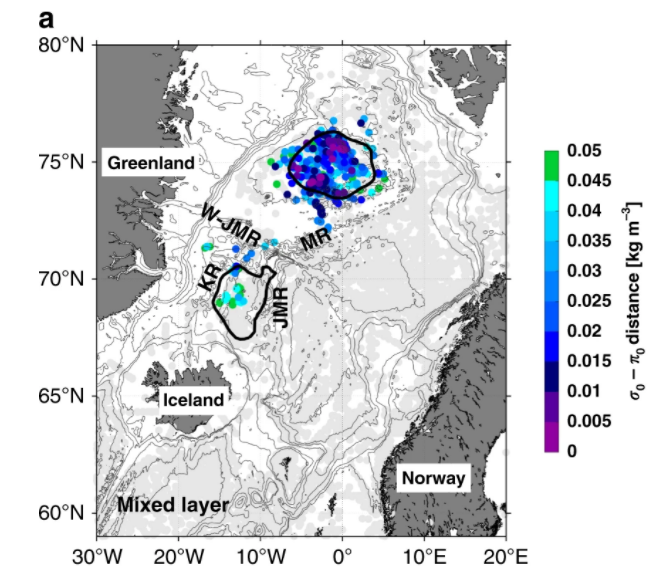 a
80°N
75°N
70°N
65°N
60°N
Greenland
W-JMR
MR
KR
JMR
Iceland
Norway
Mixed layer
30°W 20°W 10°W 0° 10°E 20°E
0.05
0.045
0.04
0.035
0.03
0.025
0.02
0.015
0.01
0.005
0
σ₀ – π₀ distance [kg m⁻³]